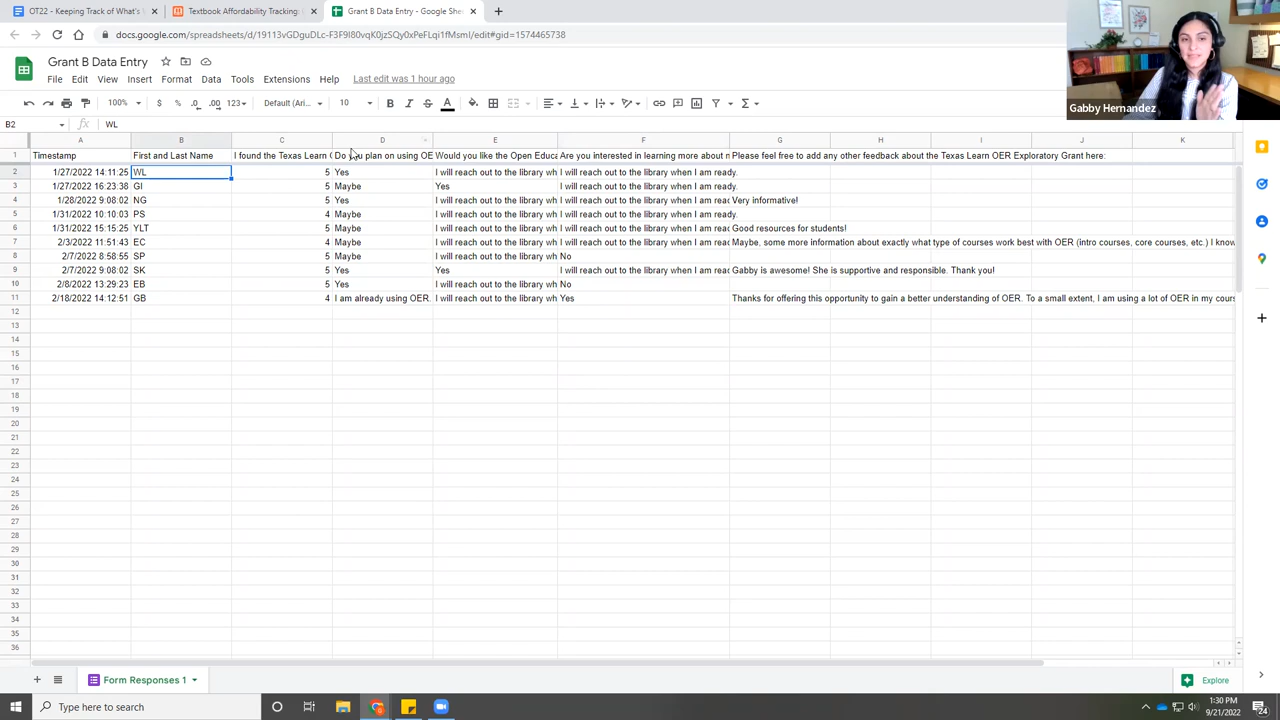 OT22 - Keeping Track of What's
Textbook Affordability Tracking:
Grant B Data Entry - Google She
docs.google.com/spreadsheets/d/19113vGDguDLc-F3F9I80vqK0jzSQy0xPeFLqi1fMsmI/edit#gid=1574465738
Grant B Data Entry
File Edit View Insert Format Data Tools Extensions Help Last edit was 1 hour ago
100% $ % .0 .00 123 Default (Ari... 10 B I S A
B2 fx WL
Gabby Hernandez
A B C D E F G H I J K
1 Timestamp First and Last Name I found the Texas Learn O Do you plan on using OE Would you like the Open Educa Are you interested in learning more about n Please feel free to add any other feedback about the Texas Learn OER Exploratory Grant here:
2 1/27/2022 14:11:25 WL 5 Yes I will reach out to the library wh I will reach out to the library when I am ready.
3 1/27/2022 16:23:38 GI 5 Maybe Yes I will reach out to the library when I am ready.
4 1/28/2022 9:08:02 NG 5 Yes I will reach out to the library wh I will reach out to the library when I am read Very informative!
5 1/31/2022 10:10:03 PS 4 Maybe I will reach out to the library wh I will reach out to the library when I am ready.
6 1/31/2022 15:15:25 YLT 5 Maybe I will reach out to the library wh I will reach out to the library when I am read Good resources for students!
7 2/3/2022 11:51:43 EC 4 Maybe I will reach out to the library wh I will reach out to the library when I am read Maybe, some more information about exactly what type of courses work best with OER (intro courses, core courses, etc.) I know
8 2/7/2022 8:58:55 SP 5 Maybe I will reach out to the library wh No
9 2/7/2022 9:08:02 SK 5 Yes Yes I will reach out to the library when I am read Gabby is awesome! She is supportive and responsible. Thank you!
10 2/8/2022 13:29:23 EB 5 Yes I will reach out to the library wh No
11 2/18/2022 14:12:51 GB 4 I am already using OER. I will reach out to the library wh Yes Thanks for offering this opportunity to gain a better understanding of OER. To a small extent, I am using a lot of OER in my cours
12
13
14
15
16
17
18
19
20
21
22
23
24
25
26
27
28
29
30
31
32
33
34
35
36
Form Responses 1 Explore
Type here to search
1:30 PM
9/21/2022
24